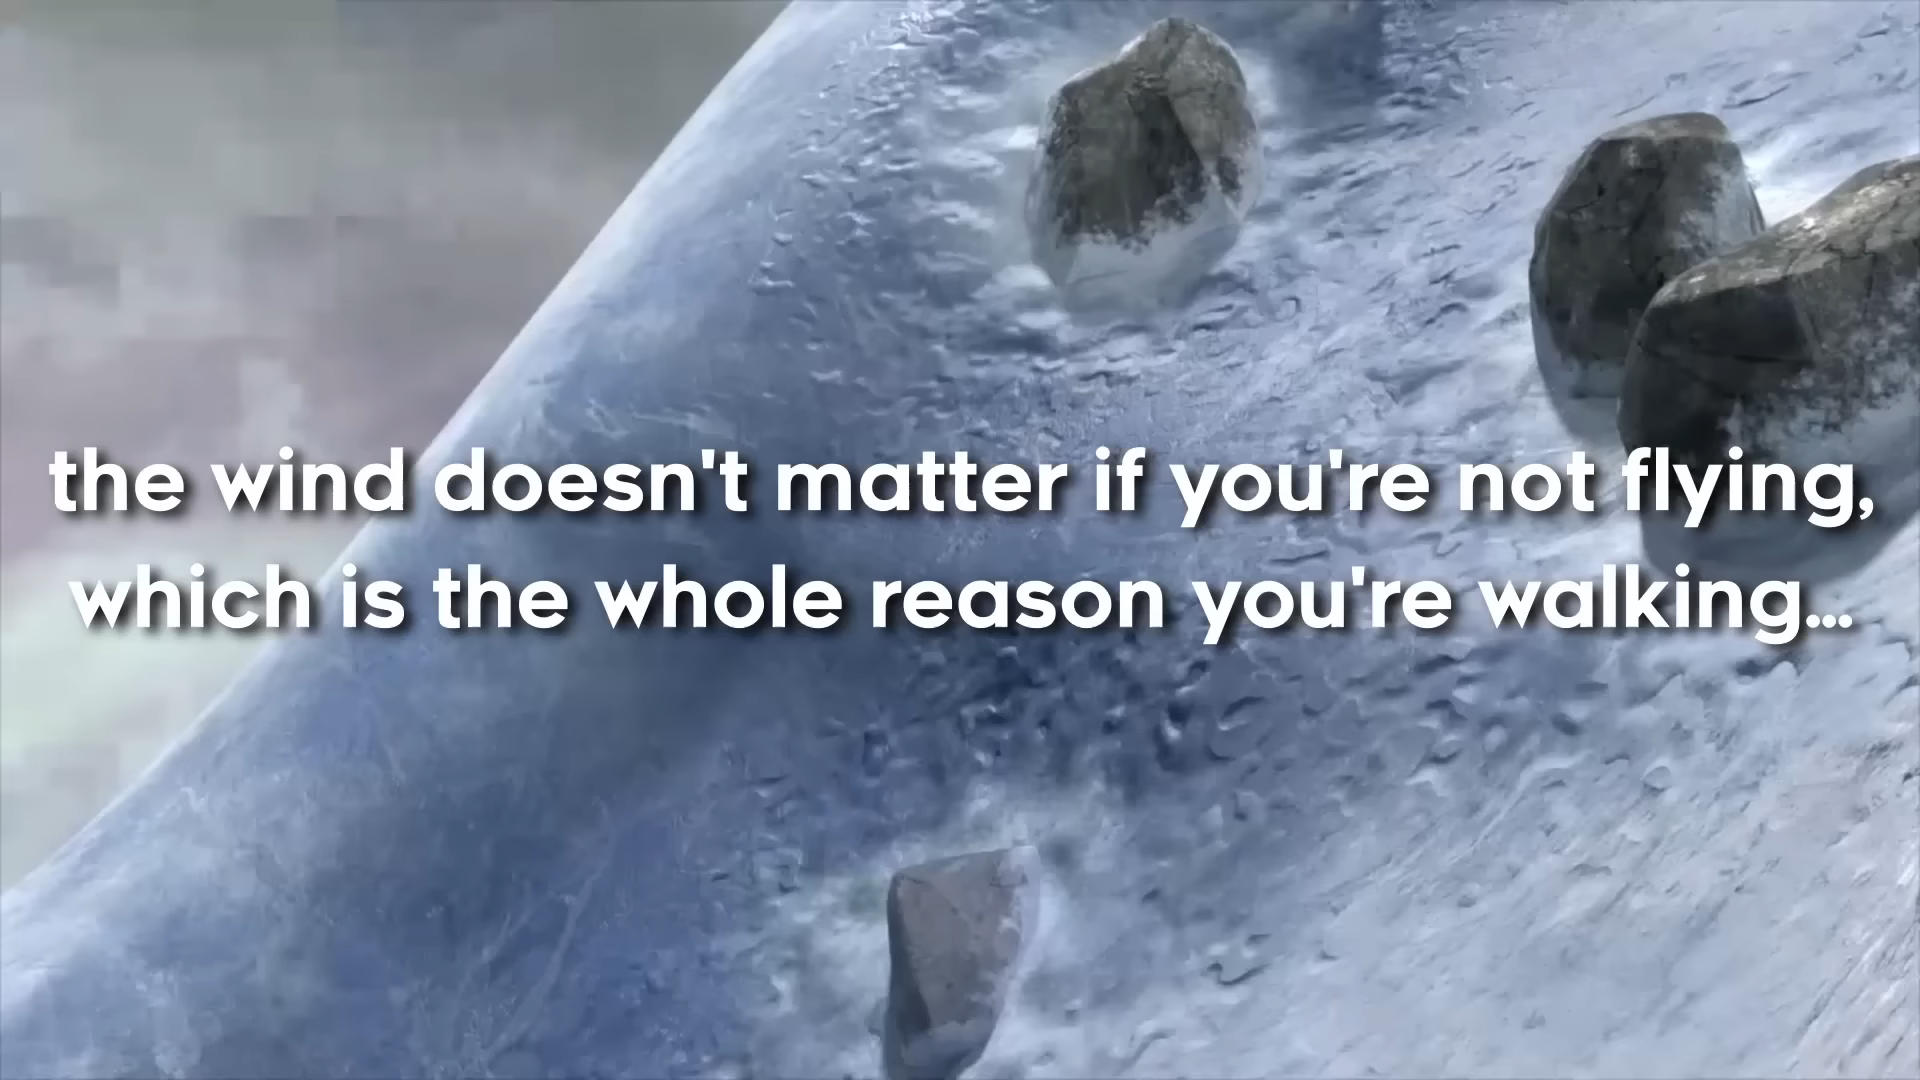 the wind doesn't matter if you're not flying,
which is the whole reason you're walking...